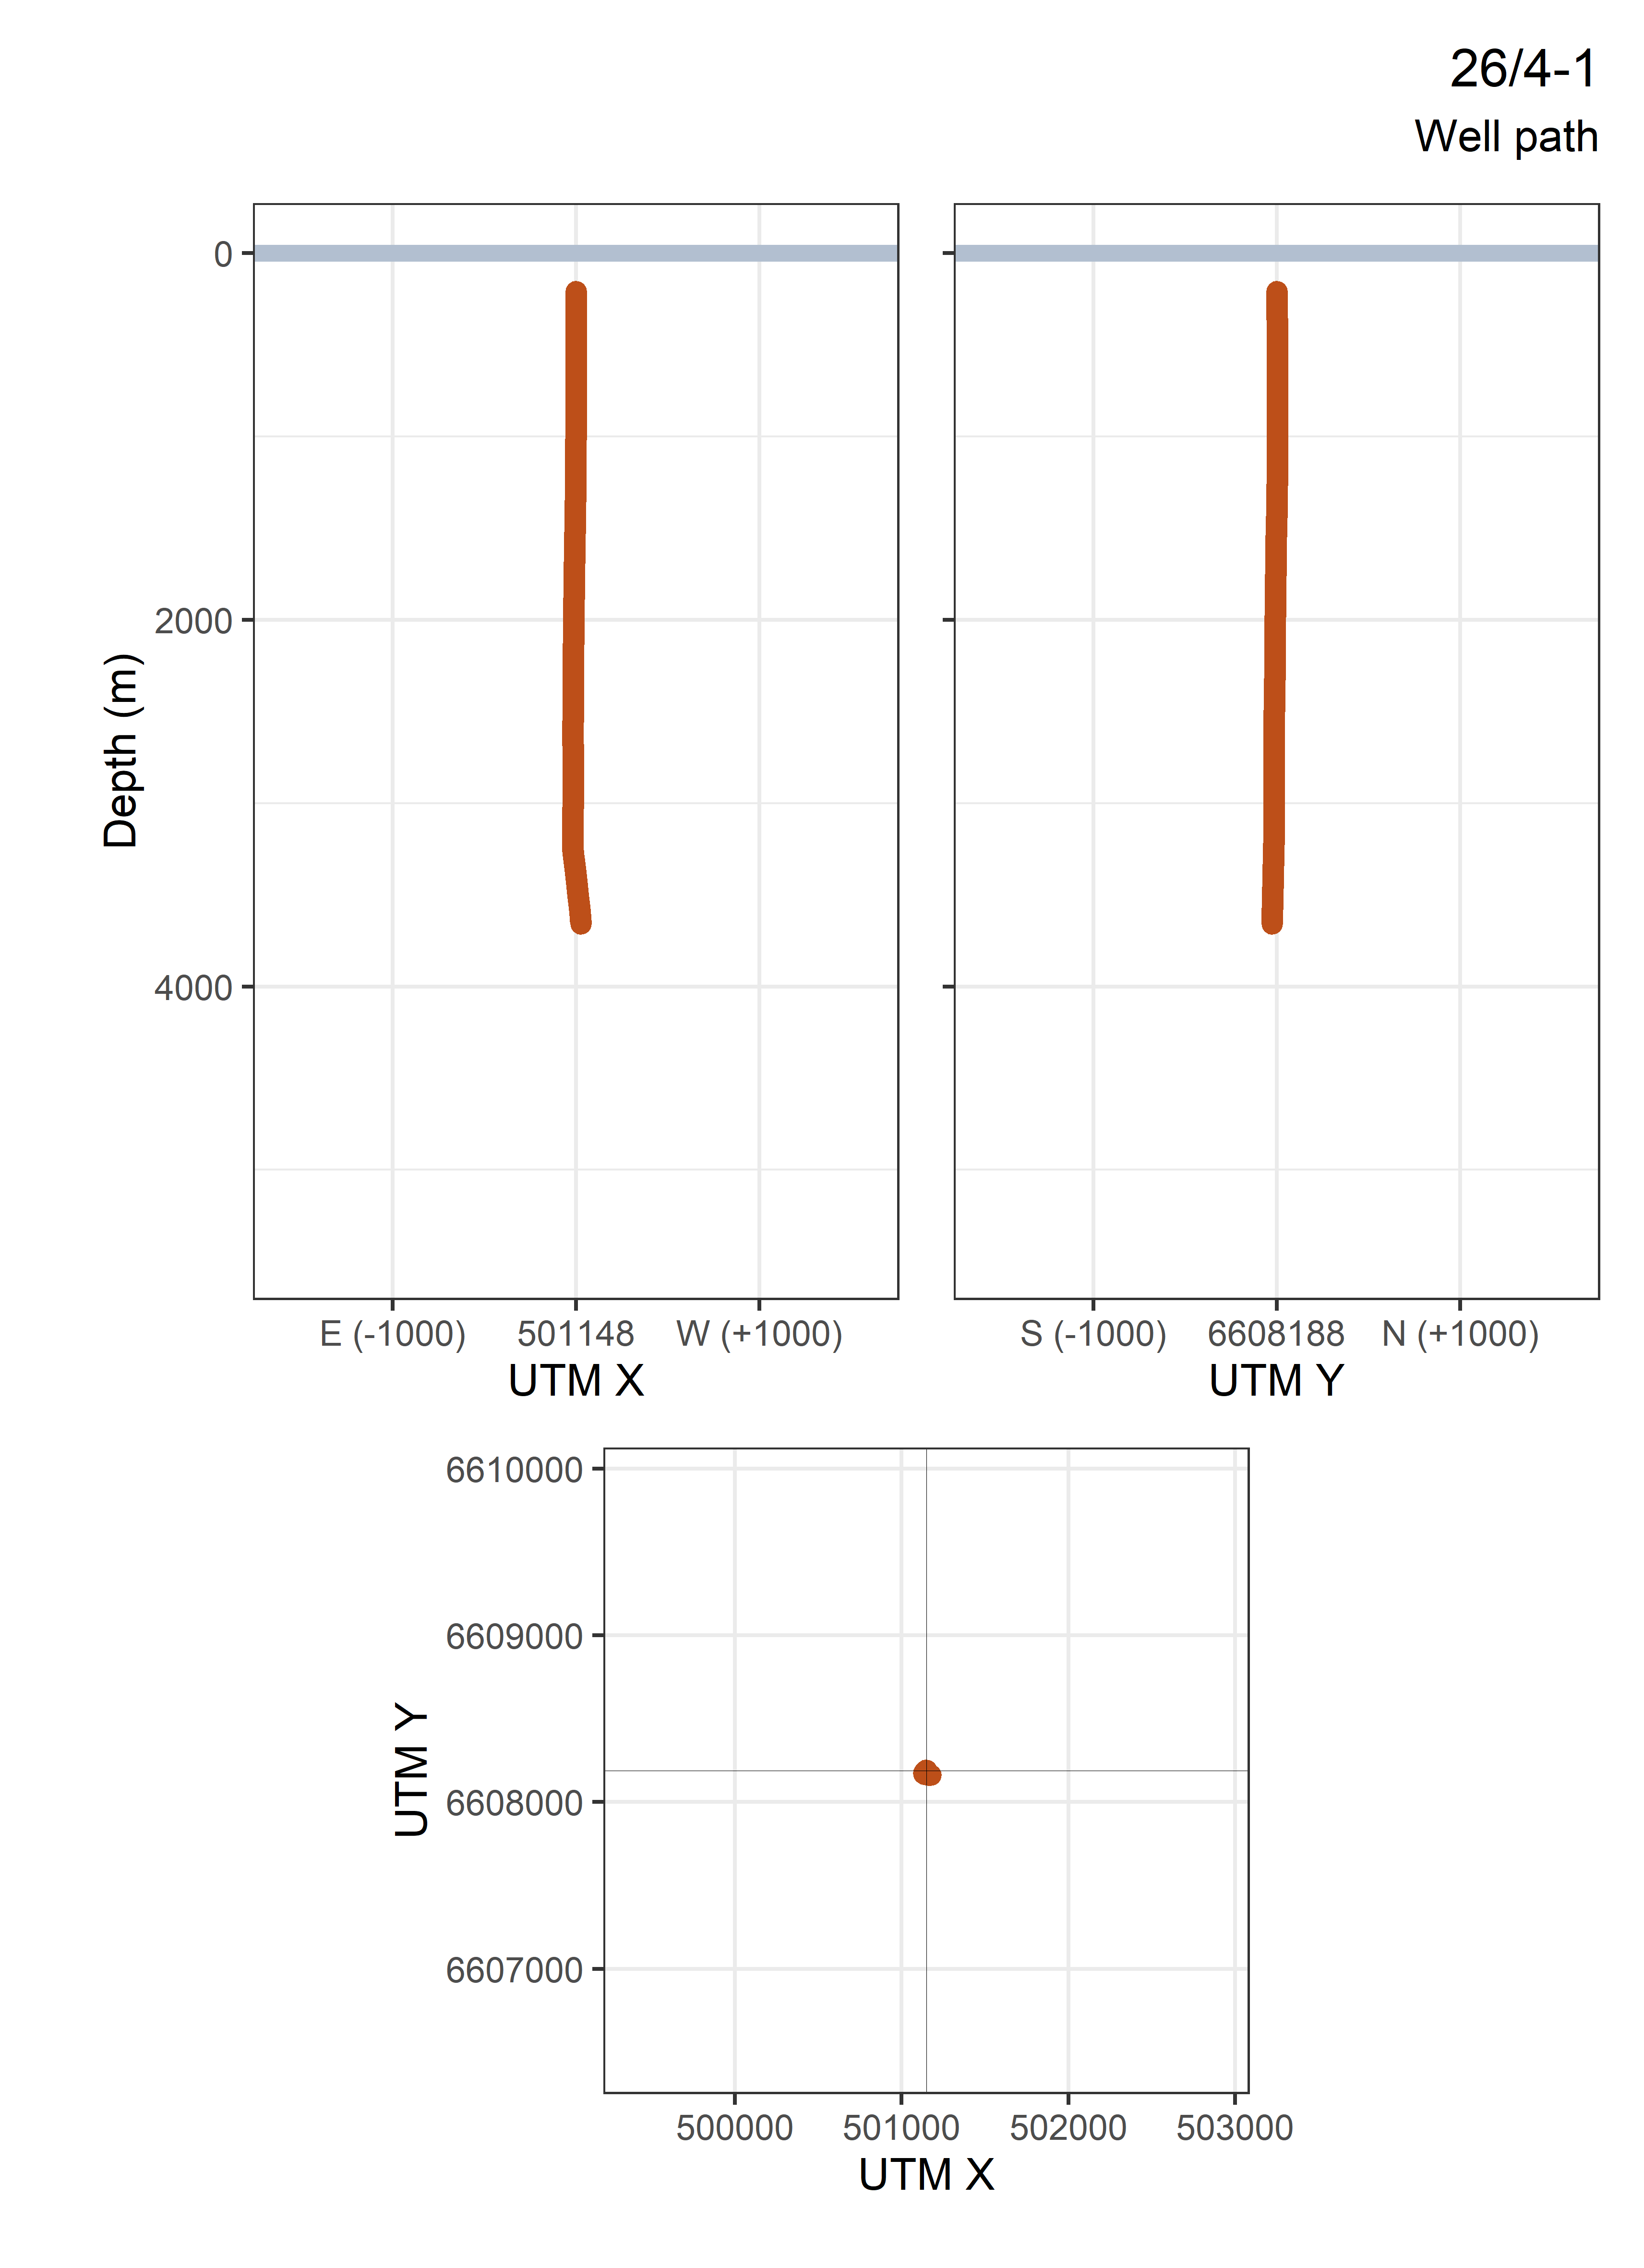 26/4-1
Well path
0
2000
4000
Depth (m)
E (-1000) 501148 W (+1000)
UTM X
S (-1000) 6608188 N (+1000)
UTM Y
6610000
6609000
6608000
6607000
UTM Y
500000 501000 502000 503000
UTM X